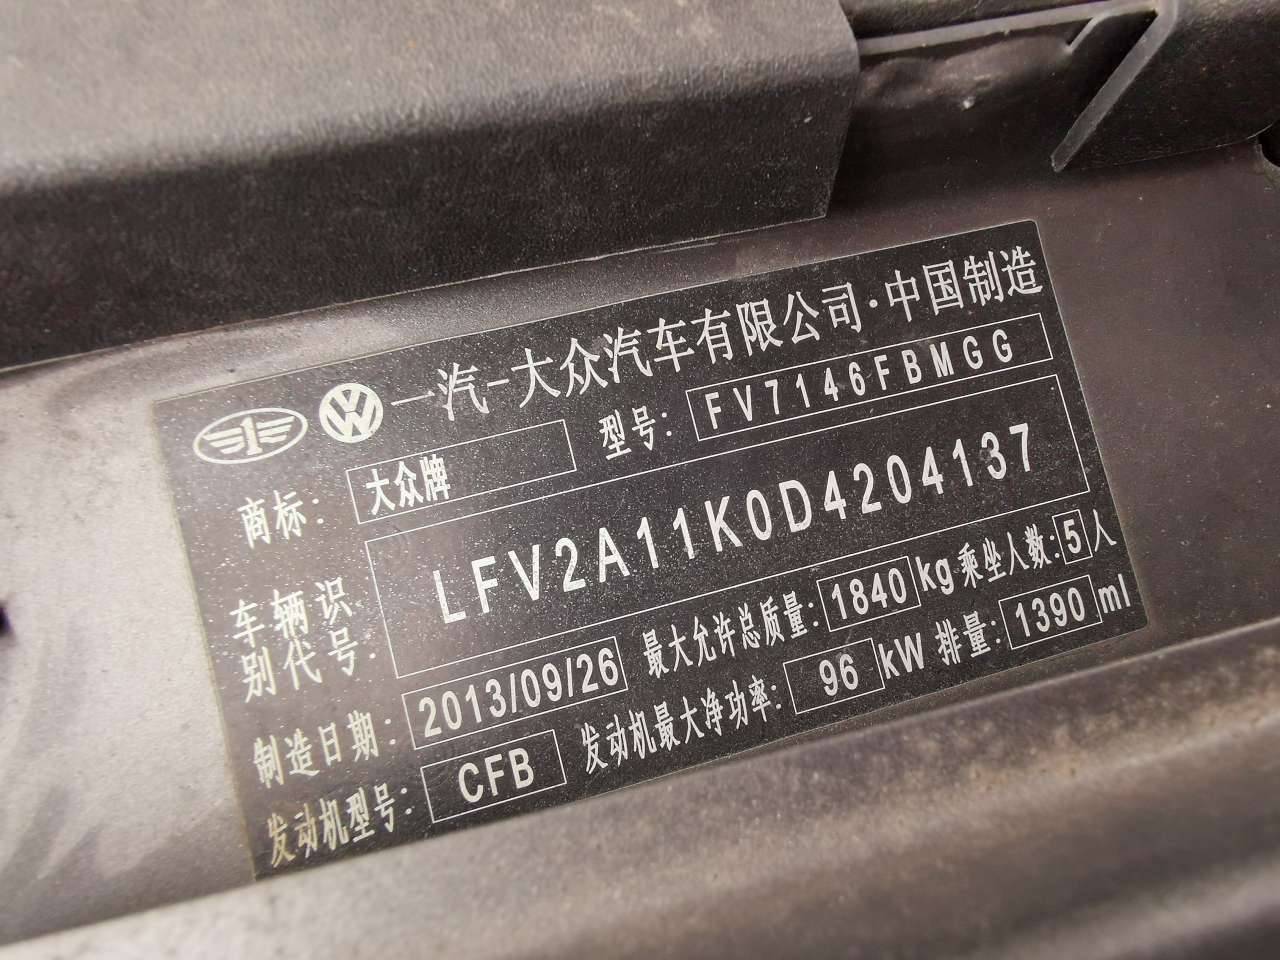 一汽-大众汽车有限公司·中国制造
商标: 大众牌 型号: FV7146FBMGG
车辆识别代号: LFV2A11K0D4204137
制造日期: 2013/09/26 最大允许总质量: 1840 kg 乘坐人数: 5 人
发动机型号: CFB 发动机最大净功率: 96 kW 排量: 1390 ml